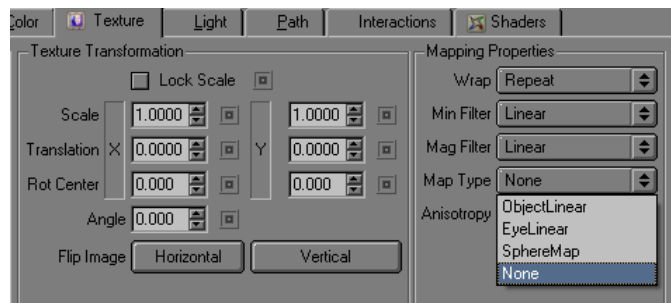 Color Texture Light Path Interactions Shaders
Texture Transformation
Lock Scale
Scale X 1.0000 Y 1.0000
Translation 0.0000 0.0000
Rot Center 0.000 0.000
Angle 0.000
Flip Image Horizontal Vertical
Mapping Properties
Wrap Repeat
Min Filter Linear
Mag Filter Linear
Map Type None
Anisotropy
ObjectLinear
EyeLinear
SphereMap
None